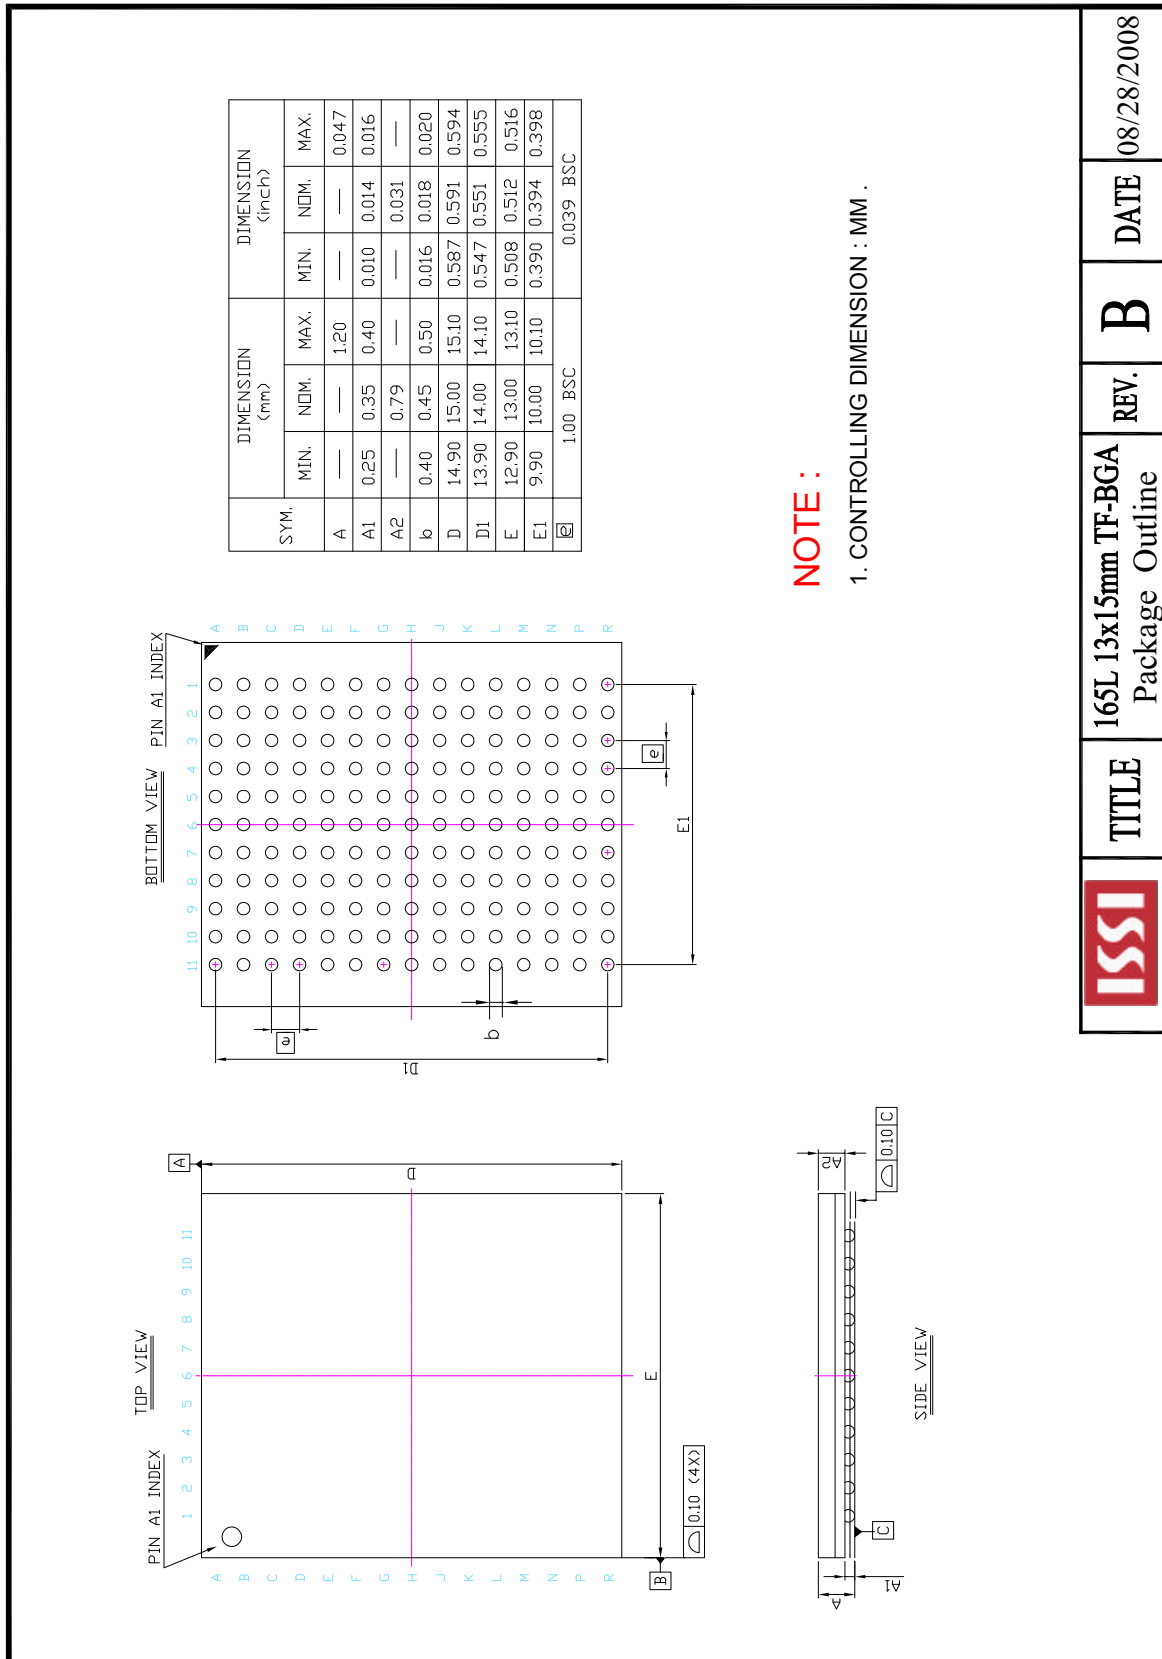 TOP VIEW
PIN A1 INDEX
1 2 3 4 5 6 7 8 9 10 11
A
B
C
D
E
F
G
H
J
K
L
M
N
P
R
A
D
E
B
0.10 (4X)
BOTTOM VIEW
PIN A1 INDEX
11 10 9 8 7 6 5 4 3 2 1
A
B
C
D
E
F
G
H
J
K
L
M
N
P
R
e
D1
b
e
E1
SIDE VIEW
A
A1
A2
C
0.10 C
SYM. DIMENSION (mm) DIMENSION (inch)
MIN. NOM. MAX. MIN. NOM. MAX.
A — — 1.20 — — 0.047
A1 0.25 0.35 0.40 0.010 0.014 0.016
A2 — 0.79 — — 0.031 —
b 0.40 0.45 0.50 0.016 0.018 0.020
D 14.90 15.00 15.10 0.587 0.591 0.594
D1 13.90 14.00 14.10 0.547 0.551 0.555
E 12.90 13.00 13.10 0.508 0.512 0.516
E1 9.90 10.00 10.10 0.390 0.394 0.398
e 1.00 BSC 0.039 BSC
NOTE :
1. CONTROLLING DIMENSION : MM .
ISSI
TITLE
165L 13x15mm TF-BGA
Package Outline
REV.
B
DATE
08/28/2008